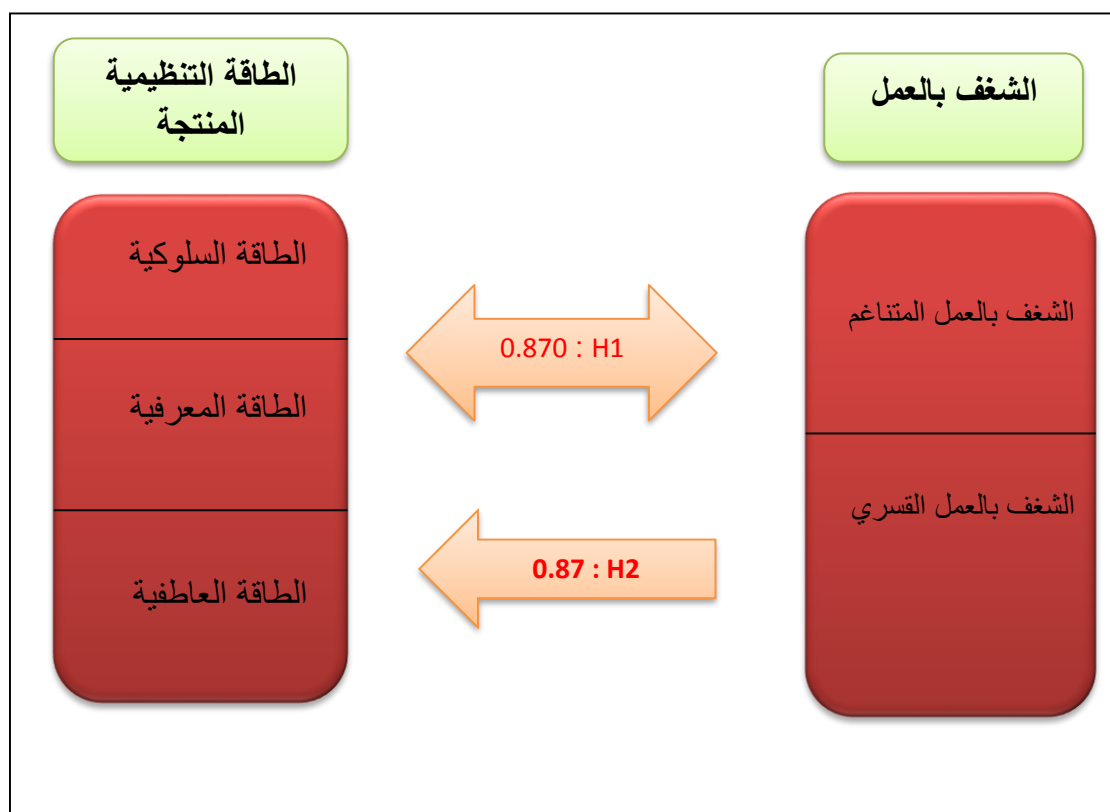 الشغف بالعمل
الطاقة التنظيمية
المنتجة
الشغف بالعمل المتناغم
الشغف بالعمل القسري
0.870 : H1
0.87 : H2
الطاقة السلوكية
الطاقة المعرفية
الطاقة العاطفية